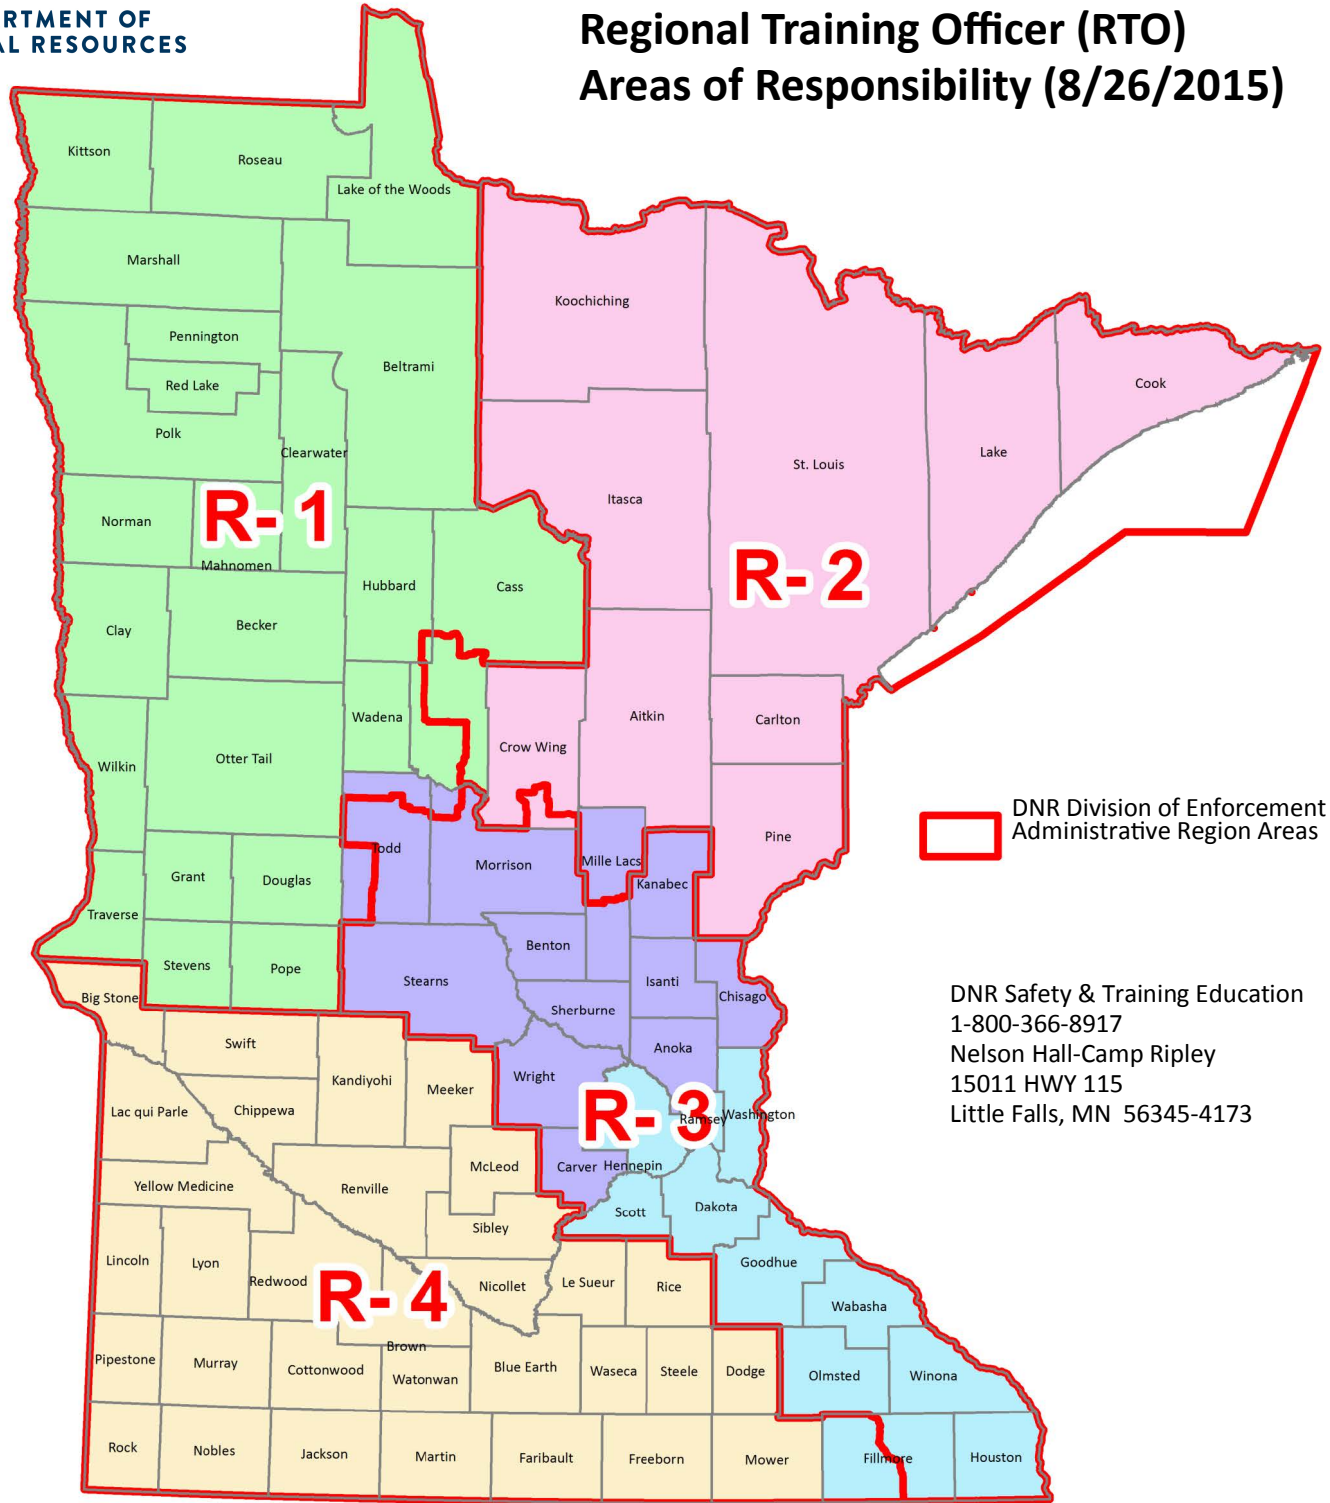 RTMENT OF
AL RESOURCES
Regional Training Officer (RTO)
Areas of Responsibility (8/26/2015)
Kittson
Roseau
Lake of the Woods
Marshall
Koochiching
Pennington
Beltrami
Red Lake
Cook
Polk
Clearwater
Lake
St. Louis
Itasca
Norman
R- 1
Mahnomen
R- 2
Hubbard
Cass
Clay
Becker
Wadena
Aitkin
Carlton
Crow Wing
Otter Tail
Wilkin
DNR Division of Enforcement
Administrative Region Areas
Pine
Todd
Morrison
Mille Lacs
Grant
Douglas
Kanabec
Traverse
Benton
Stevens
Pope
Stearns
Isanti
Chisago
Big Stone
Sherburne
DNR Safety & Training Education
1-800-366-8917
Nelson Hall-Camp Ripley
15011 HWY 115
Little Falls, MN 56345-4173
Swift
Anoka
Kandiyohi
Wright
Meeker
Lac qui Parle
Chippewa
R- 3
Ramsey
Washington
McLeod
Carver
Hennepin
Yellow Medicine
Renville
Scott
Dakota
Sibley
Lincoln
Lyon
Redwood
R- 4
Nicollet
Le Sueur
Rice
Goodhue
Wabasha
Brown
Pipestone
Murray
Cottonwood
Watonwan
Blue Earth
Waseca
Steele
Dodge
Olmsted
Winona
Rock
Nobles
Jackson
Martin
Faribault
Freeborn
Mower
Fillmore
Houston